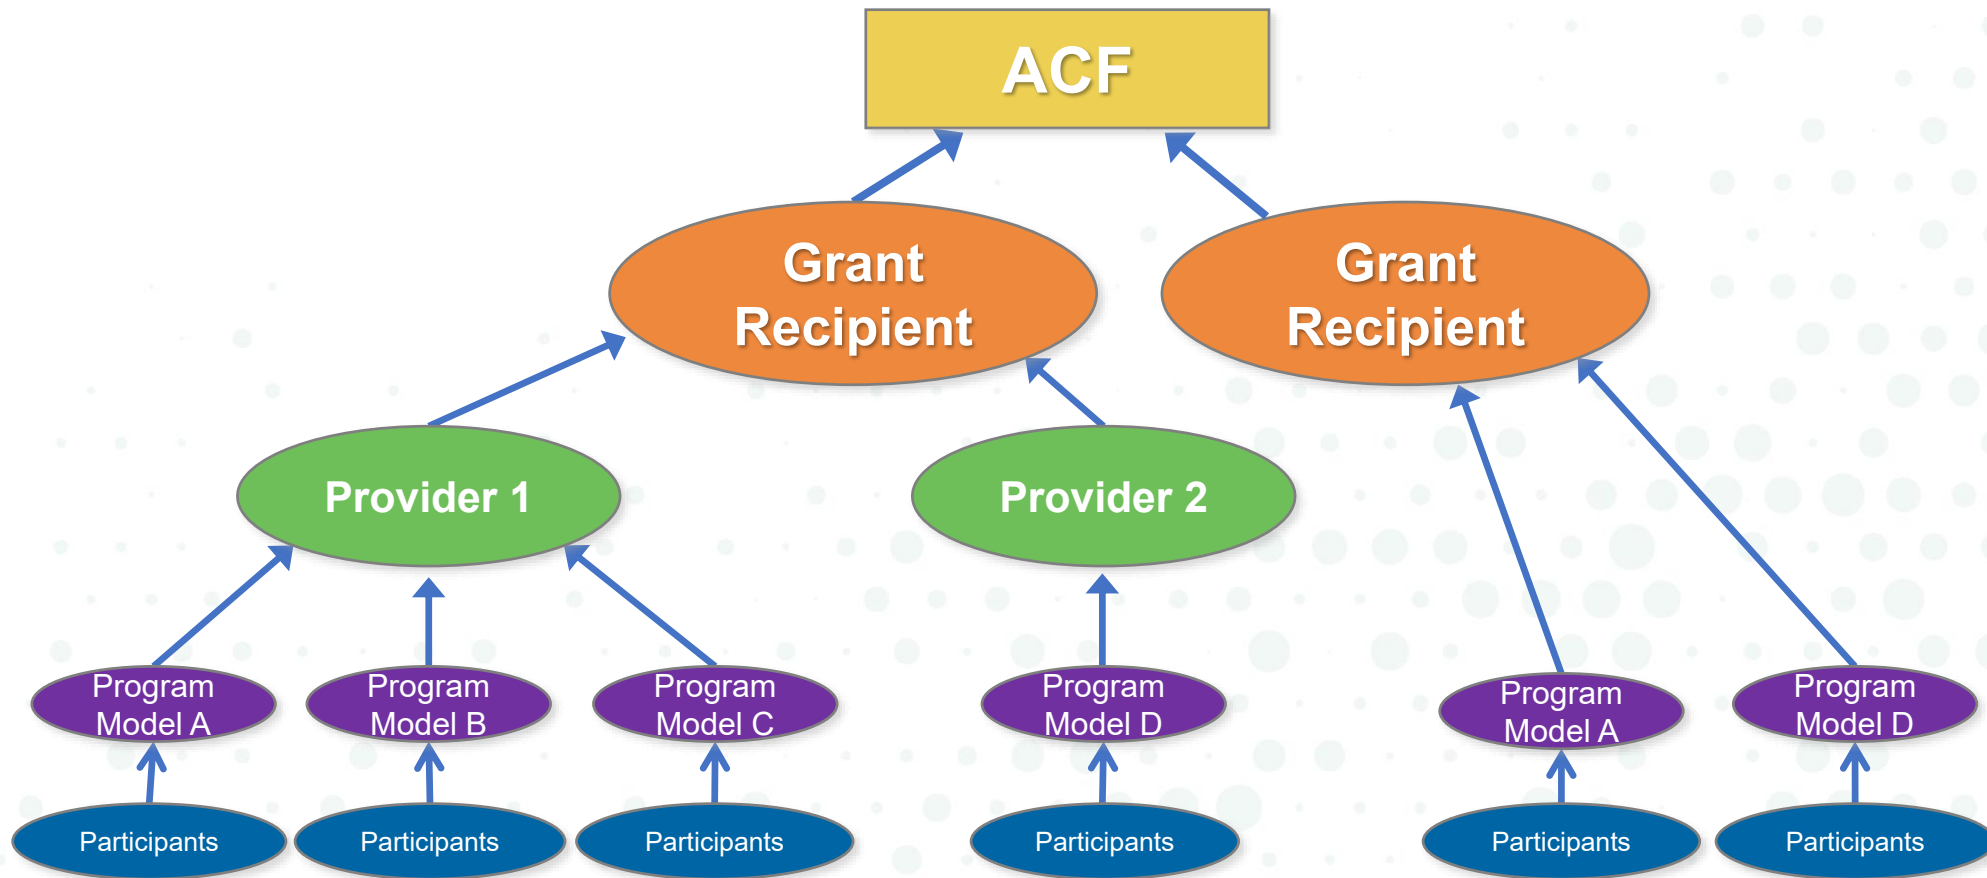 ACF
Grant
Recipient
Grant
Recipient
Provider 1
Provider 2
Program
Model A
Program
Model B
Program
Model C
Program
Model D
Program
Model A
Program
Model D
Participants
Participants
Participants
Participants
Participants
Participants